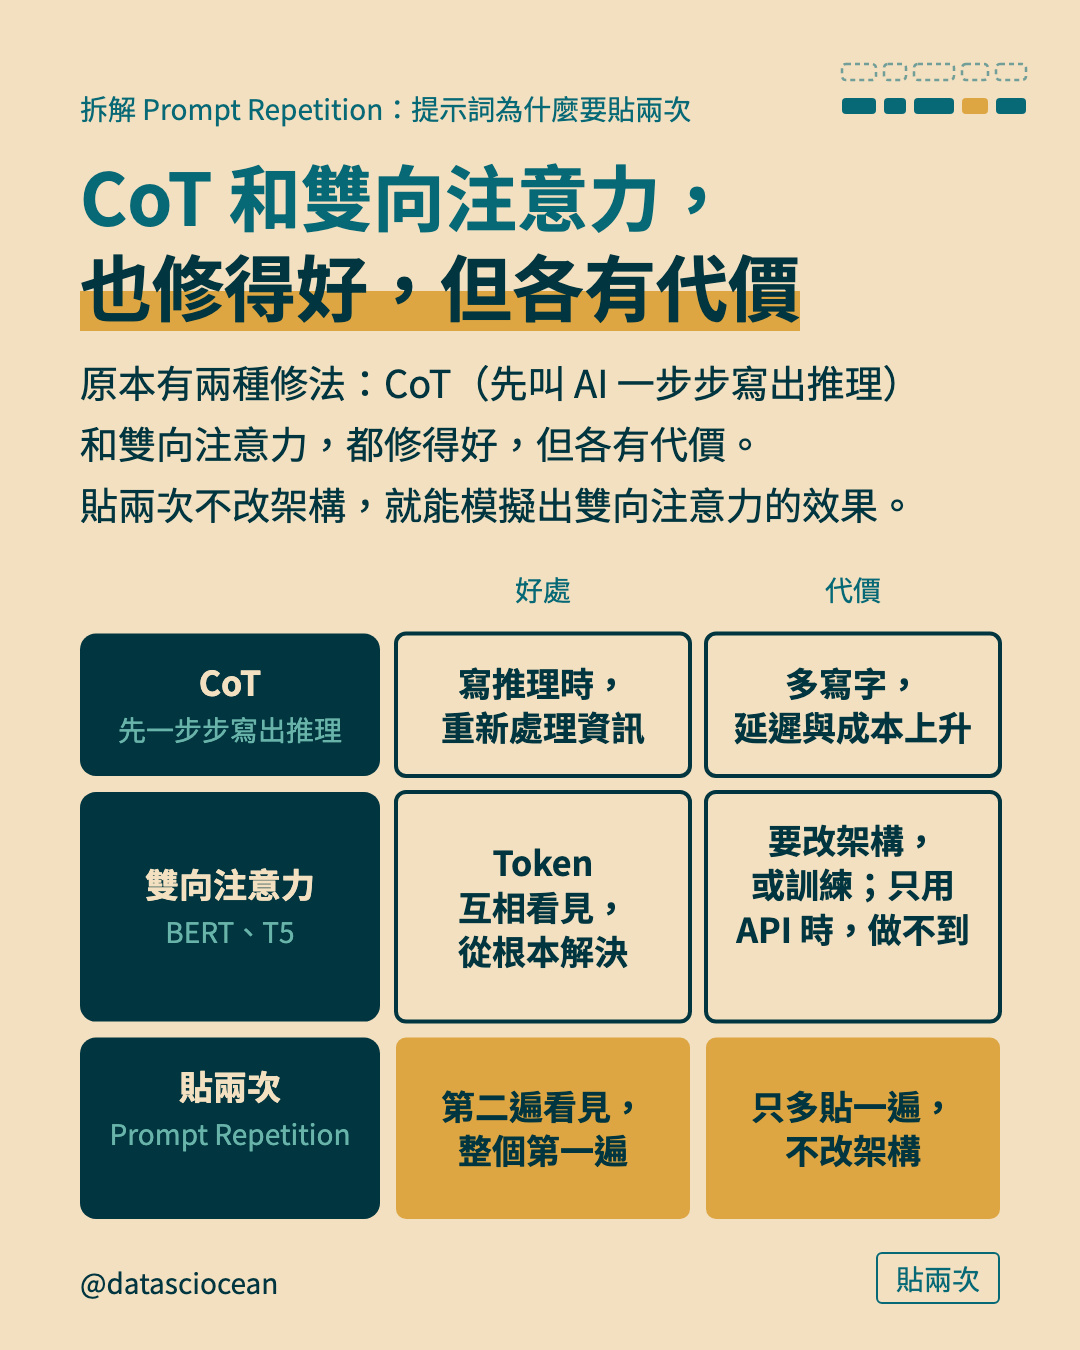 拆解 Prompt Repetition：提示詞為什麼要貼兩次
CoT 和雙向注意力，
也修得好，但各有代價
原本有兩種修法：CoT（先叫 AI 一步步寫出推理）
和雙向注意力，都修得好，但各有代價。
貼兩次不改架構，就能模擬出雙向注意力的效果。
好處
代價
CoT
先一步步寫出推理
寫推理時，
重新處理資訊
多寫字，
延遲與成本上升
雙向注意力
BERT、T5
Token
互相看見，
從根本解決
要改架構，
或訓練；只用
API 時，做不到
貼兩次
Prompt Repetition
第二遍看見，
整個第一遍
只多貼一遍，
不改架構
@datasciocean
貼兩次